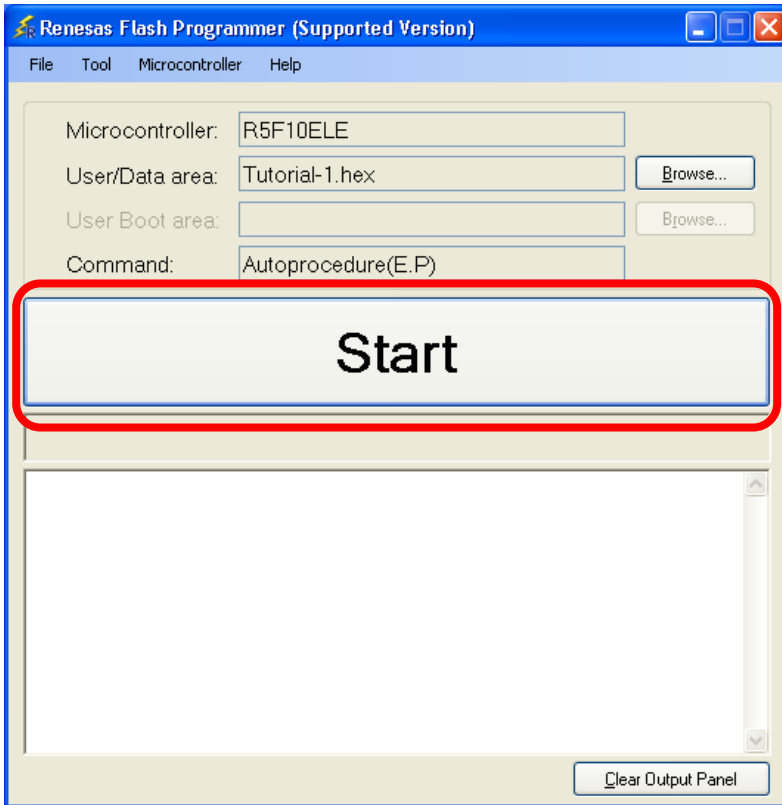 Renesas Flash Programmer (Supported Version)
File Tool Microcontroller Help
Microcontroller: R5F10ELE
User/Data area: Tutorial-1.hex Browse...
User Boot area: Browse...
Command: Autoprocedure(E.P)
Start
Clear Output Panel